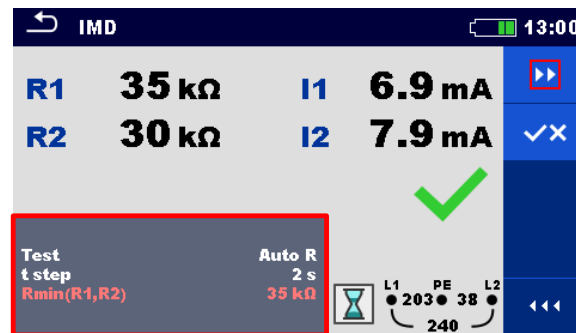 IMD 13:00
R1 35 kΩ I1 6.9 mA
R2 30 kΩ I2 7.9 mA
Test Auto R
t step 2 s
Rmin(R1,R2) 35 kΩ
L1 PE L2
203 38
240